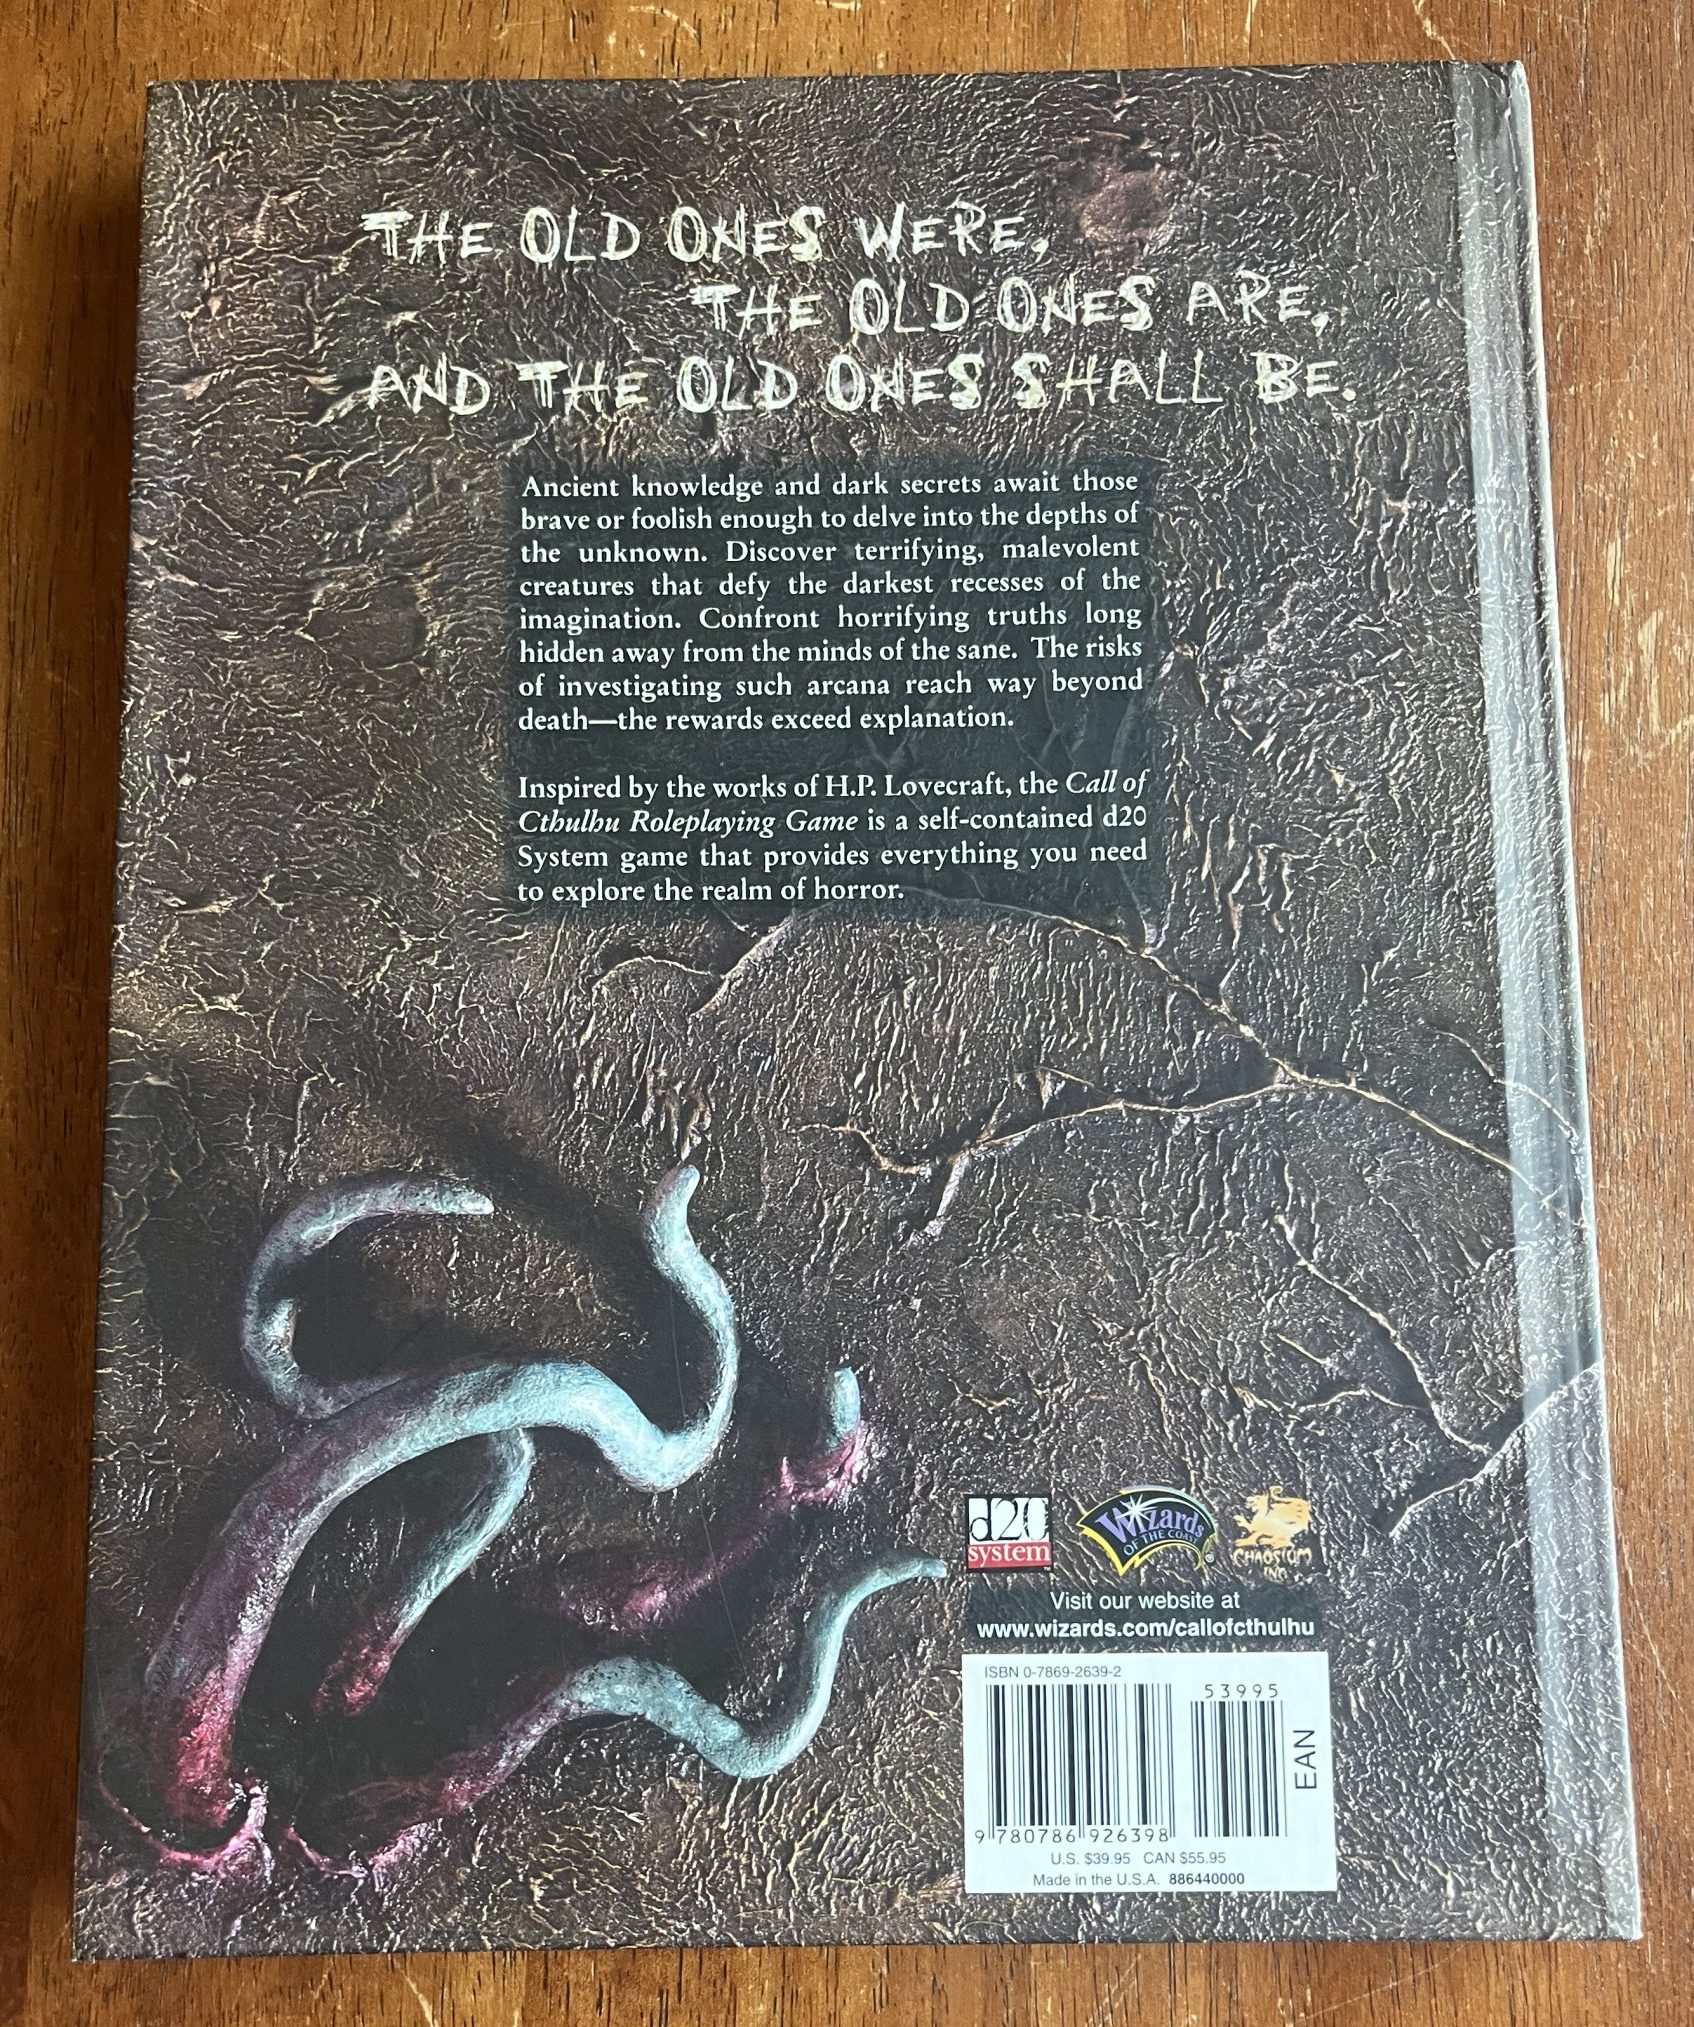 THE OLD ONES WERE,
THE OLD ONES ARE,
AND THE OLD ONES SHALL BE.
Ancient knowledge and dark secrets await those
brave or foolish enough to delve into the depths of
the unknown. Discover terrifying, malevolent
creatures that defy the darkest recesses of the
imagination. Confront horrifying truths long
hidden away from the minds of the sane. The risks
of investigating such arcana reach way beyond
death—the rewards exceed explanation.
Inspired by the works of H.P. Lovecraft, the Call of
Cthulhu Roleplaying Game is a self-contained d20
System game that provides everything you need
to explore the realm of horror.
d20
system
Wizards
OF THE COAST
CHAOSIUM
INC.
Visit our website at
www.wizards.com/callofcthulhu
ISBN 0-7869-2639-2
53995
EAN
9 780786 926398
U.S. $39.95 CAN $55.95
Made in the U.S.A. 886440000